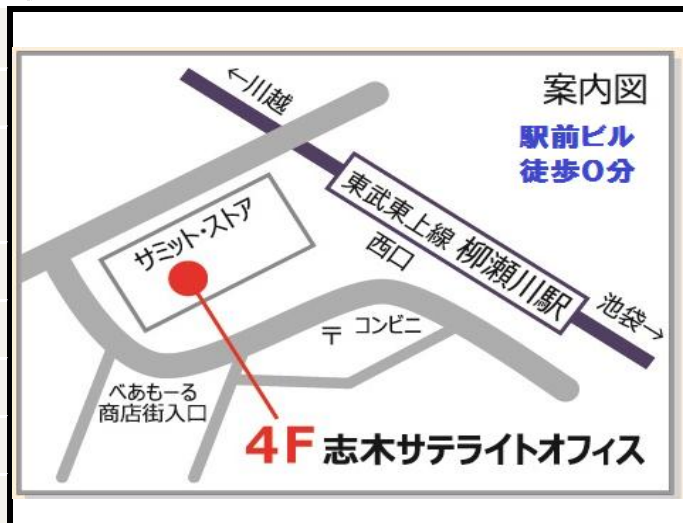 案内図
駅前ビル
徒歩0分
←川越
東武東上線 柳瀬川駅
西口
池袋→
サミット・ストア
〒 コンビニ
ぺあもーる
商店街入口
4F 志木サテライトオフィス